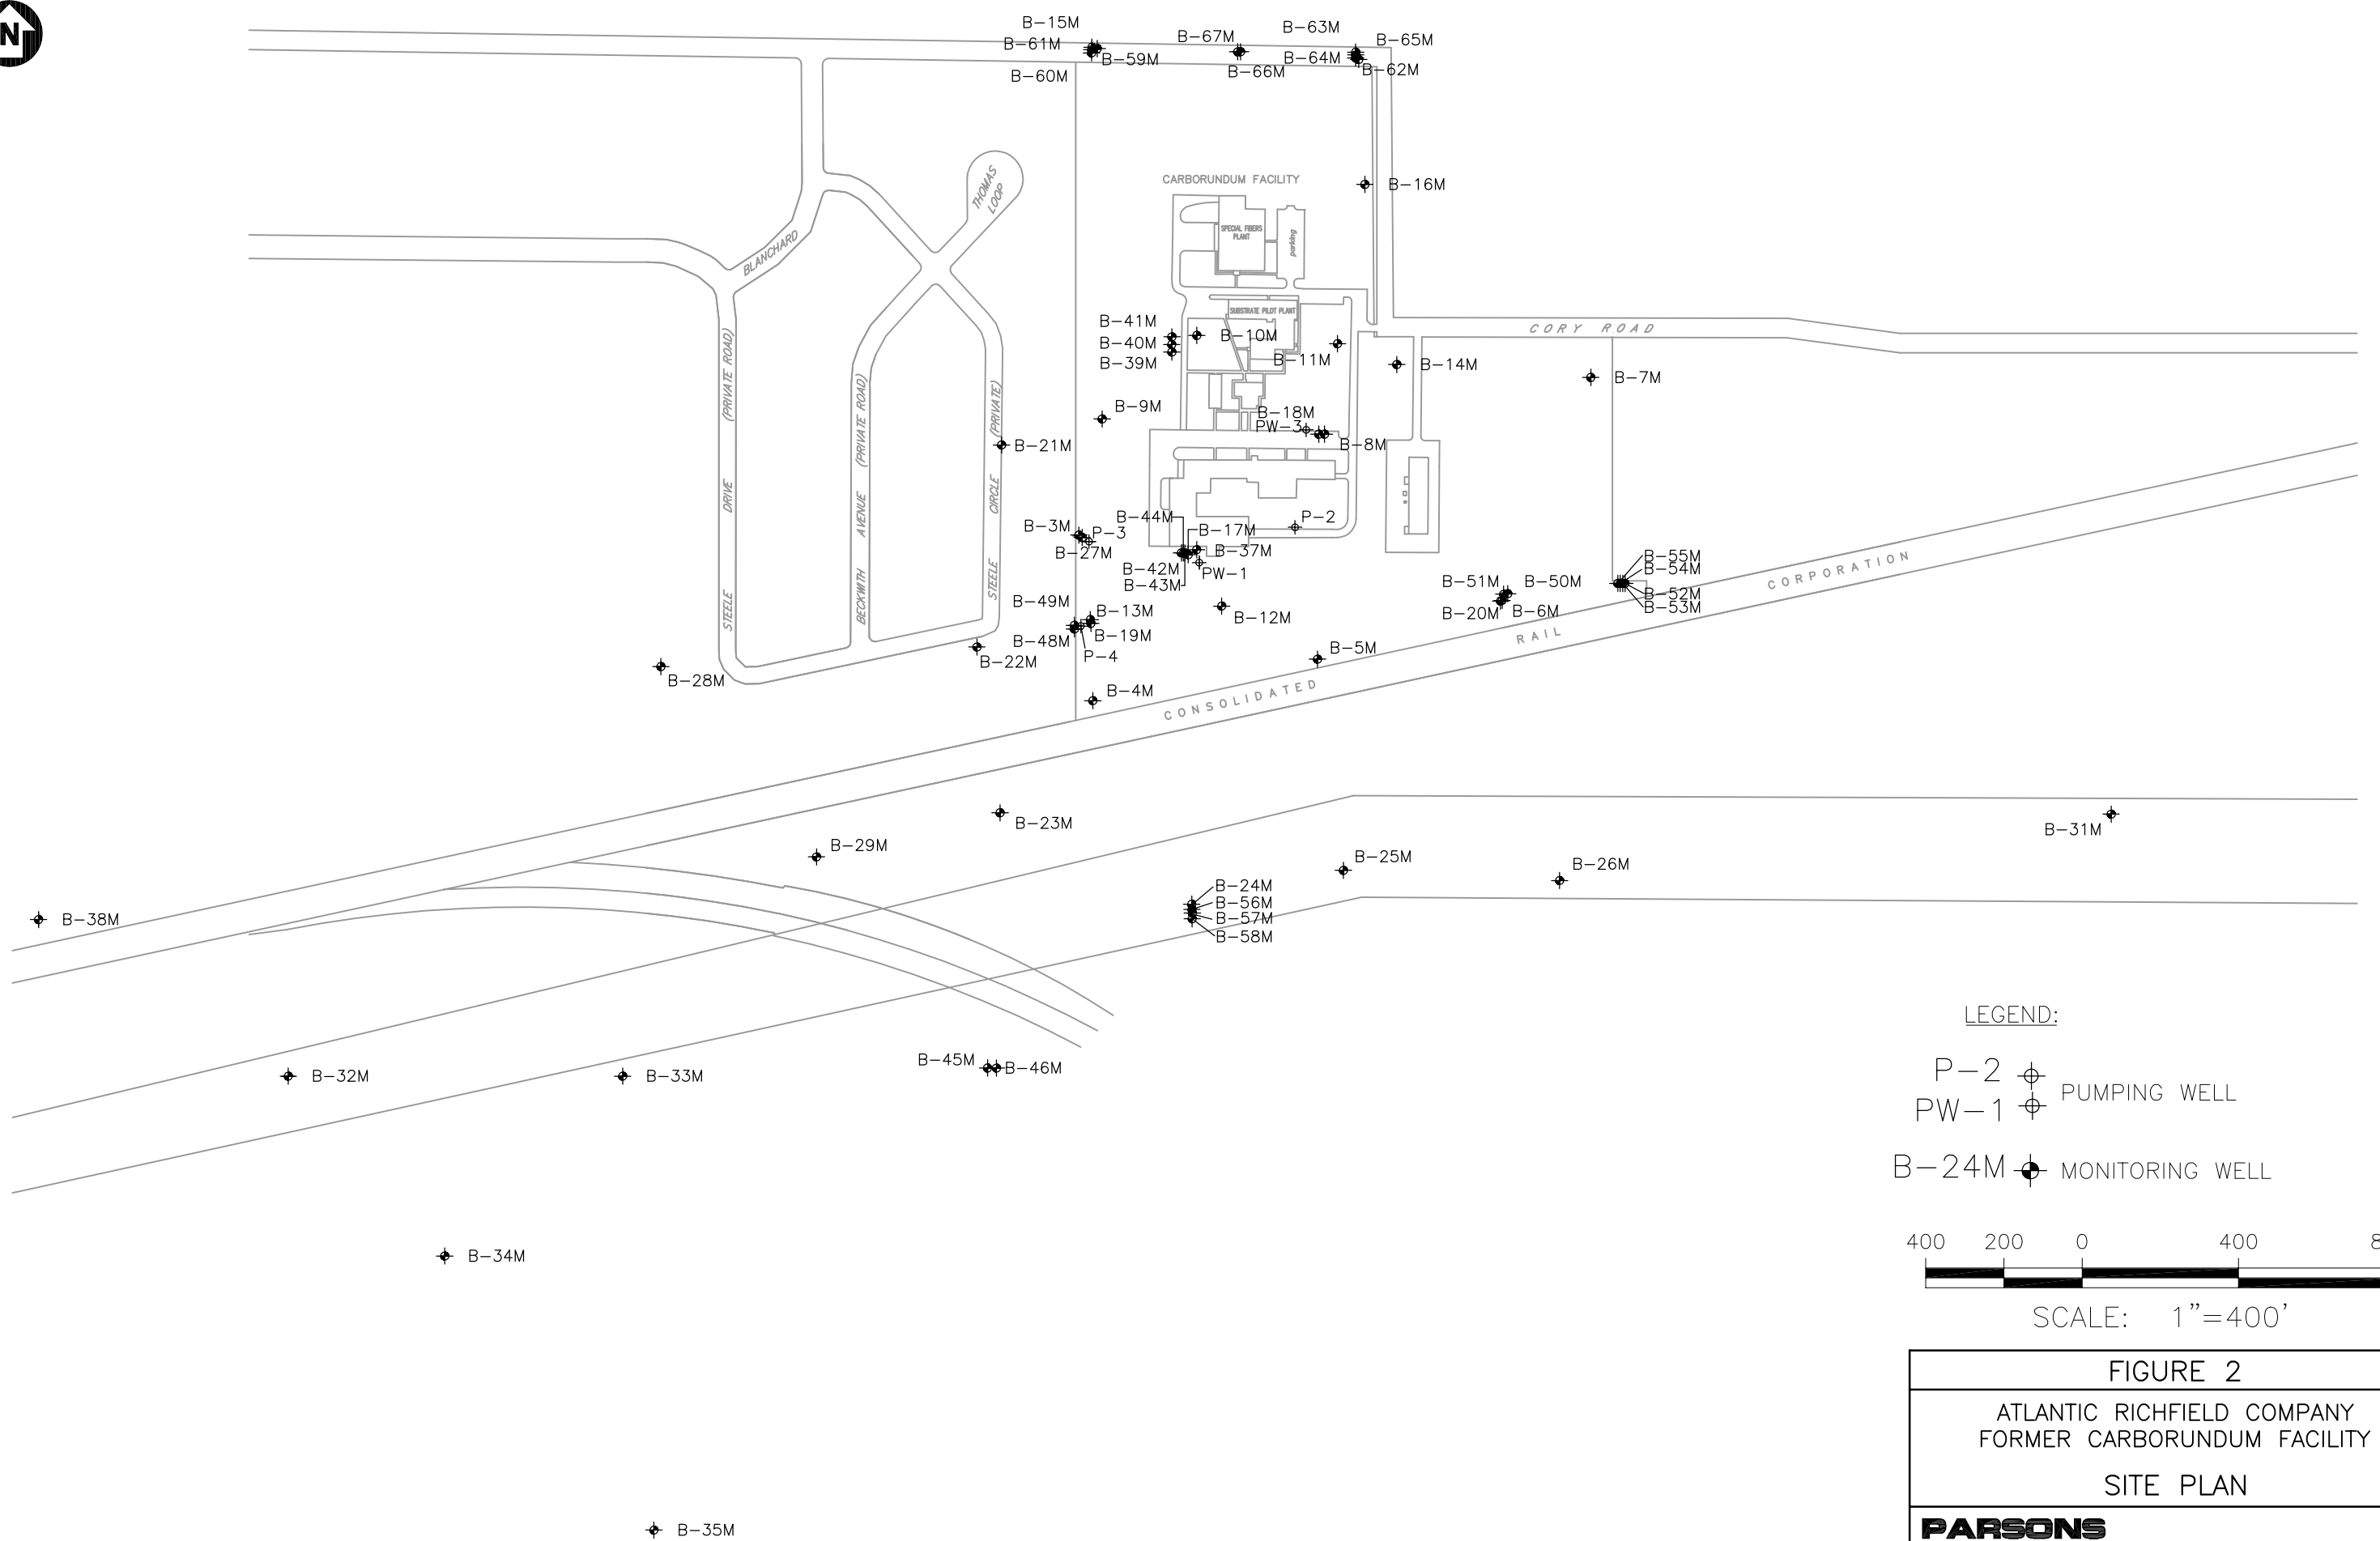 N
B-15M
B-63M
B-67M
B-65M
B-61M
B-59M
B-64M
B-66M
B-62M
B-60M
THOMAS
LOOP
CARBORUNDUM FACILITY
B-16M
SPECIAL FIBERS
PLANT
parking
BLANCHARD
SUBSTRATE PILOT PLANT
B-41M
B-10M
B-40M
B-11M
B-39M
CORY ROAD
B-14M
B-7M
STEELE DRIVE (PRIVATE ROAD)
BECKWITH AVENUE (PRIVATE ROAD)
STEELE CIRCLE (PRIVATE)
B-9M
B-18M
PW-3
B-8M
B-21M
B-44M
P-2
B-3M
P-3
B-17M
B-27M
B-37M
B-42M
PW-1
B-43M
B-55M
B-54M
B-51M
B-50M
B-52M
B-53M
B-20M
B-6M
B-49M
B-13M
B-12M
B-48M
B-19M
P-4
B-22M
B-5M
B-28M
B-4M
CONSOLIDATED RAIL CORPORATION
B-23M
B-31M
B-29M
B-25M
B-26M
B-24M
B-56M
B-57M
B-58M
B-38M
B-45M
B-46M
B-32M
B-33M
B-34M
B-35M
LEGEND:
P-2
PW-1
PUMPING WELL
B-24M
MONITORING WELL
400 200 0 400 8
SCALE: 1"=400'
FIGURE 2
ATLANTIC RICHFIELD COMPANY
FORMER CARBORUNDUM FACILITY
SITE PLAN
PARSONS